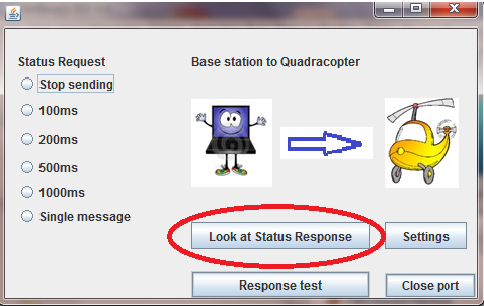 Status Request
Stop sending
100ms
200ms
500ms
1000ms
Single message
Base station to Quadracopter
Look at Status Response
Settings
Response test
Close port